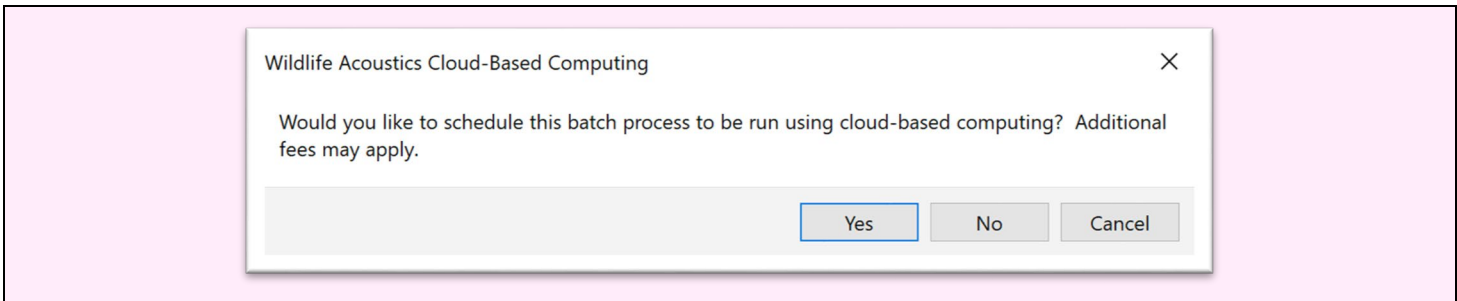 Wildlife Acoustics Cloud-Based Computing
Would you like to schedule this batch process to be run using cloud-based computing?  Additional
fees may apply.
Yes No Cancel